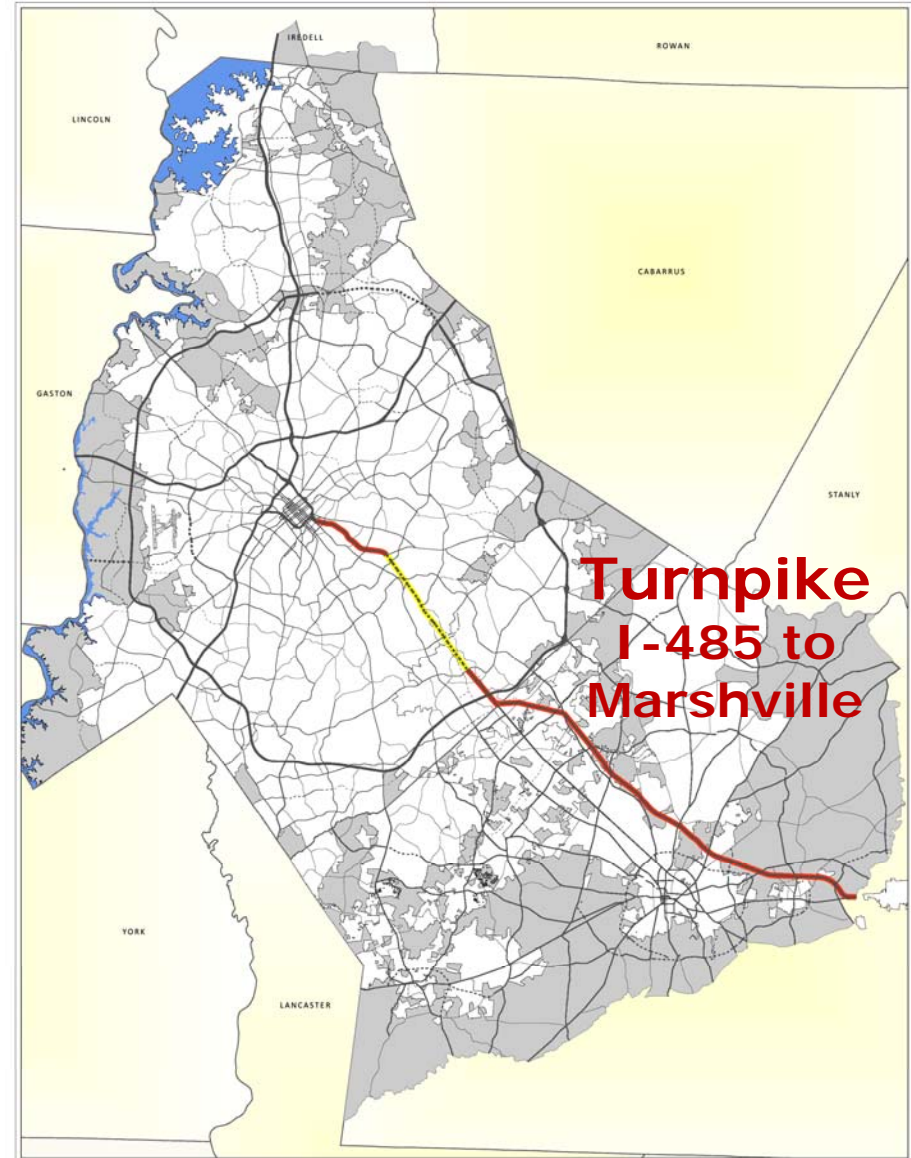 IREDELL
ROWAN
LINCOLN
CABARRUS
GASTON
STANLY
Turnpike
I-485 to
Marshville
YORK
LANCASTER